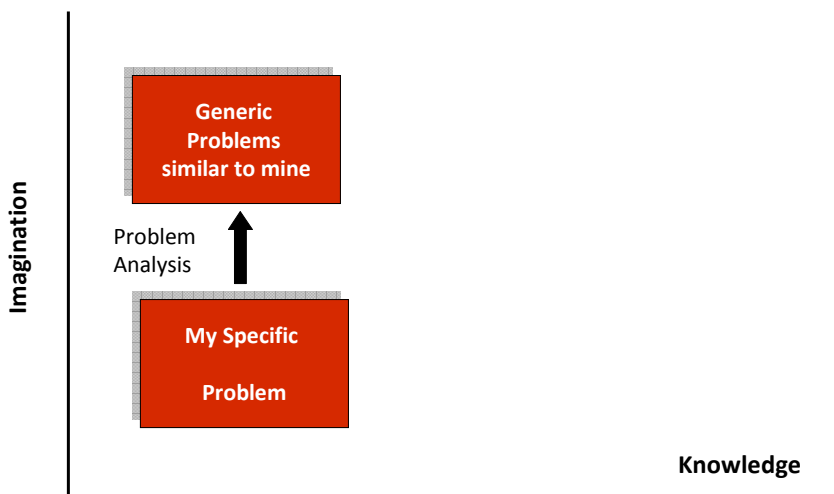 Generic
Problems
similar to mine
Imagination
Problem
Analysis
My Specific
Problem
Knowledge